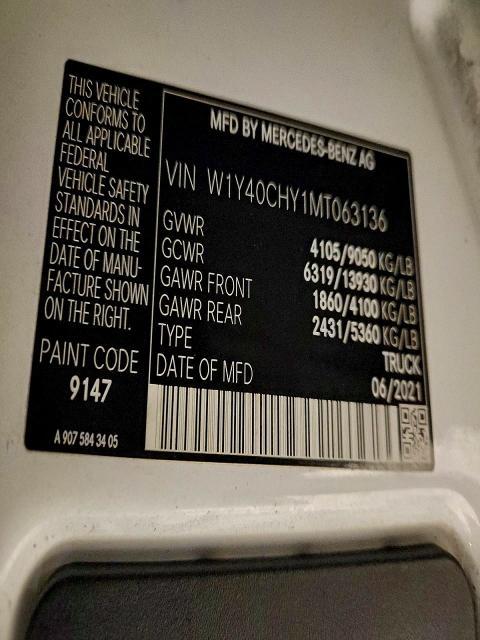 THIS VEHICLE
CONFORMS TO
ALL APPLICABLE
FEDERAL
VEHICLE SAFETY
STANDARDS IN
EFFECT ON THE
DATE OF MANU-
FACTURE SHOWN
ON THE RIGHT.
PAINT CODE
9147
A 907 584 34 05
MFD BY MERCEDES-BENZ AG
VIN W1Y40CHY1MT063136
GVWR 4105/9050 KG/LB
GCWR 6319/13930 KG/LB
GAWR FRONT 1860/4100 KG/LB
GAWR REAR 2431/5360 KG/LB
TYPE TRUCK
DATE OF MFD 06/2021